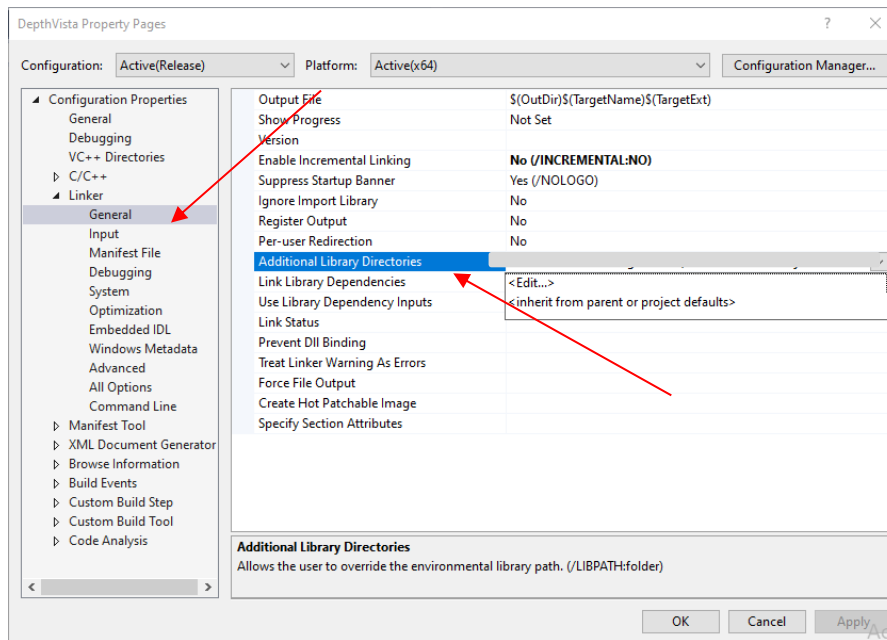 DepthVista Property Pages
Configuration: Active(Release) Platform: Active(x64) Configuration Manager...
Configuration Properties
General
Debugging
VC++ Directories
C/C++
Linker
General
Input
Manifest File
Debugging
System
Optimization
Embedded IDL
Windows Metadata
Advanced
All Options
Command Line
Manifest Tool
XML Document Generator
Browse Information
Build Events
Custom Build Step
Custom Build Tool
Code Analysis
Output File $(OutDir)$(TargetName)$(TargetExt)
Show Progress Not Set
Version
Enable Incremental Linking No (/INCREMENTAL:NO)
Suppress Startup Banner Yes (/NOLOGO)
Ignore Import Library No
Register Output No
Per-user Redirection No
Additional Library Directories
Link Library Dependencies <Edit...>
Use Library Dependency Inputs <inherit from parent or project defaults>
Link Status
Prevent Dll Binding
Treat Linker Warning As Errors
Force File Output
Create Hot Patchable Image
Specify Section Attributes
Additional Library Directories
Allows the user to override the environmental library path. (/LIBPATH:folder)
OK Cancel Apply